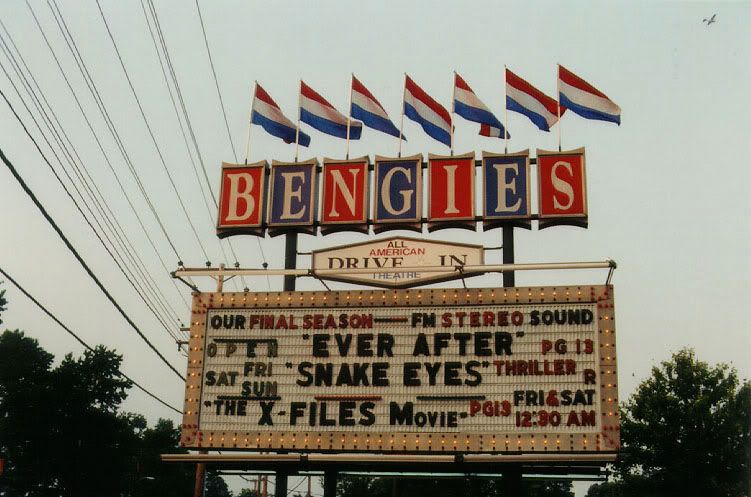 BENGIES
ALL
AMERICAN
DRIVE IN
THEATRE
OUR FINAL SEASON FM STEREO SOUND
OPEN "EVER AFTER" PG 13
SAT FRI SUN "SNAKE EYES" THRILLER R
"THE X-FILES MOVIE" PG13 FRI & SAT 12:30 AM